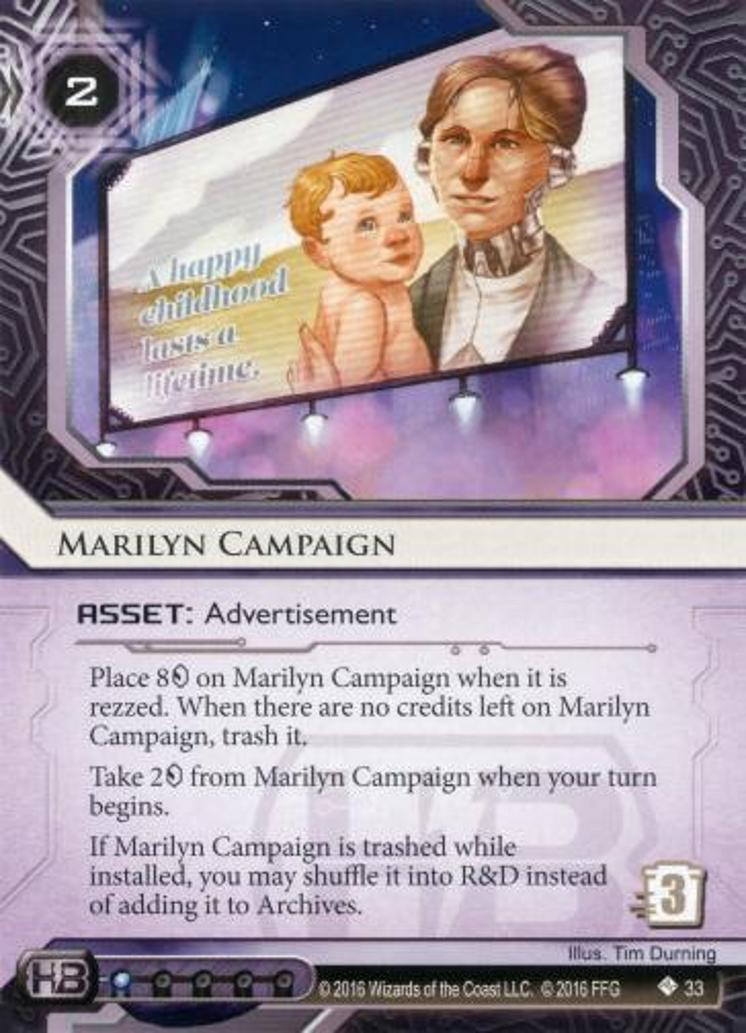 2
A happy
childhood
lasts a
lifetime.
MARILYN CAMPAIGN
ASSET: Advertisement
Place 8 on Marilyn Campaign when it is
rezzed. When there are no credits left on Marilyn
Campaign, trash it.
Take 2 from Marilyn Campaign when your turn
begins.
If Marilyn Campaign is trashed while
installed, you may shuffle it into R&D instead
of adding it to Archives.
3
Illus. Tim Durning
HB
© 2016 Wizards of the Coast LLC. © 2016 FFG
33